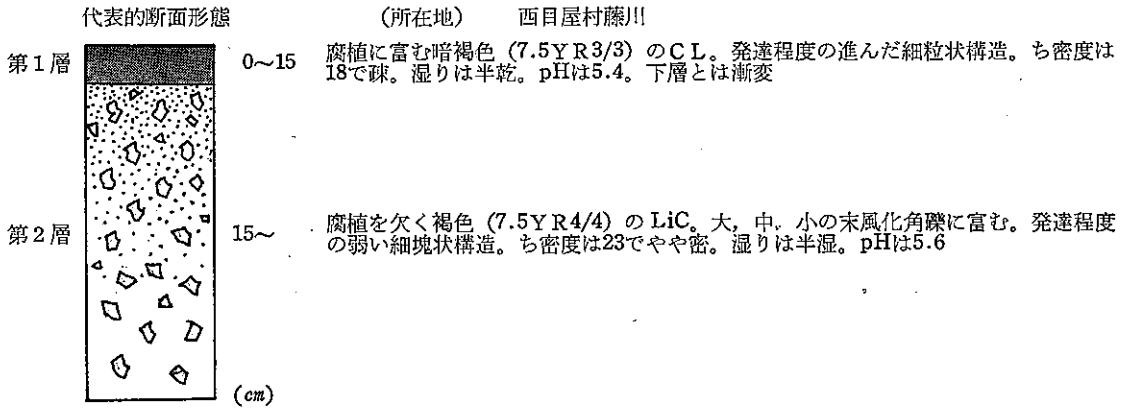 代表的断面形態 (所在地) 西目屋村藤川
第1層 0~15 腐植に富む暗褐色 (7.5YR3/3) のCL。発達程度の進んだ細粒状構造。ち密度は
18で疎。湿りは半乾。pHは5.4。下層とは漸変
第2層 15~ 腐植を欠く褐色 (7.5YR4/4) のLiC。大,中,小の末風化角礫に富む。発達程度
の弱い細塊状構造。ち密度は23でやや密。湿りは半湿。pHは5.6
(cm)